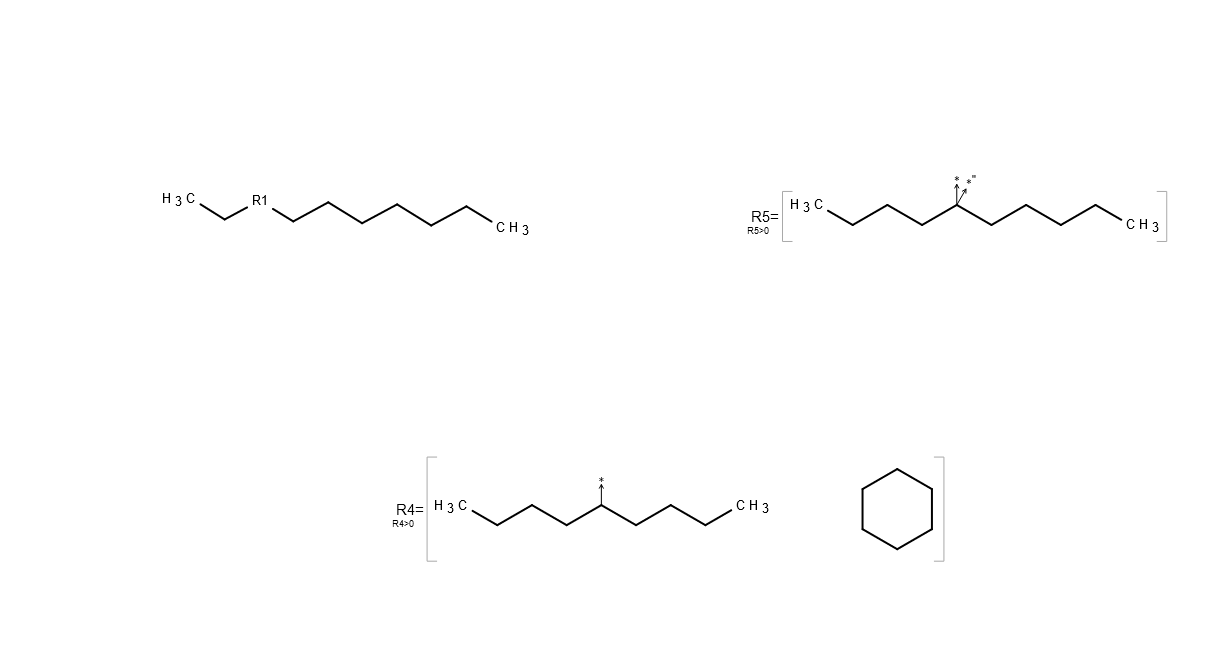 H3C R1 CH3
R5= H3C * *" CH3
R5>0
R4= H3C * CH3
R4>0